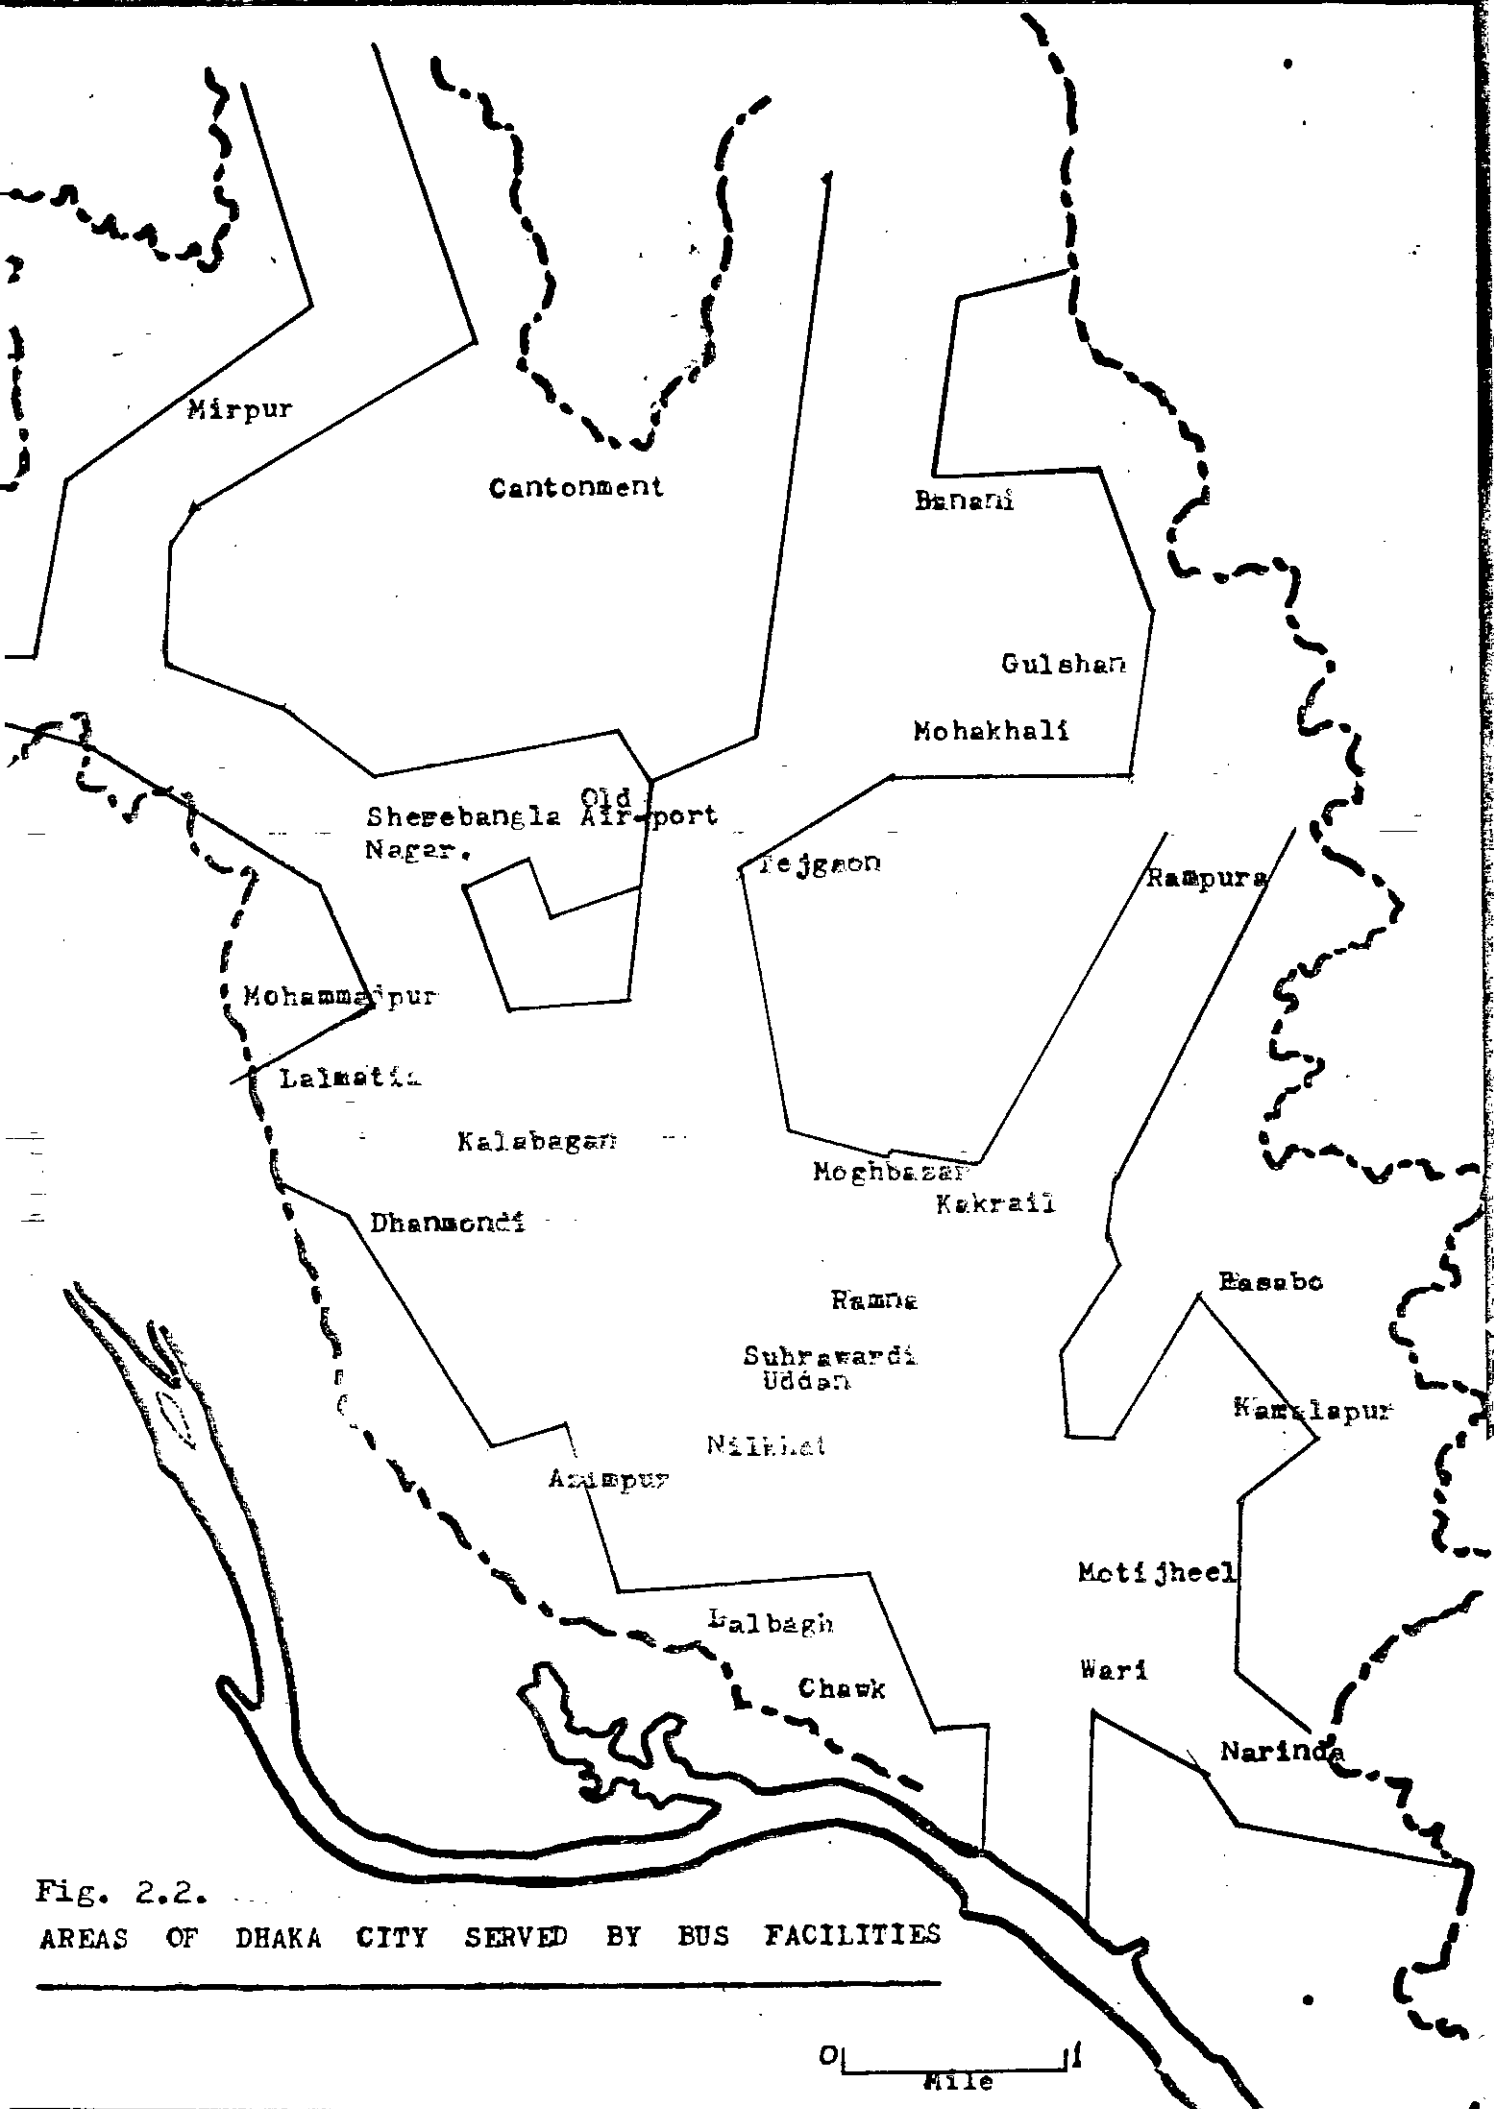 Mirpur
Cantonment
Banani
Gulshan
Mohakhali
Old
Sherebangla Air-port
Nagar.
Tejgaon
Rampura
Mohammadpur
Lalmatia
Kalabagan
Moghbazar
Kakrail
Dhanmondi
Basabo
Ramna
Suhrawardi
Uddan
Kamalapur
Nilkhat
Azimpur
Motijheel
Lalbagh
Wari
Chawk
Narinda
Fig. 2.2.
AREAS OF DHAKA CITY SERVED BY BUS FACILITIES
0 1
Mile